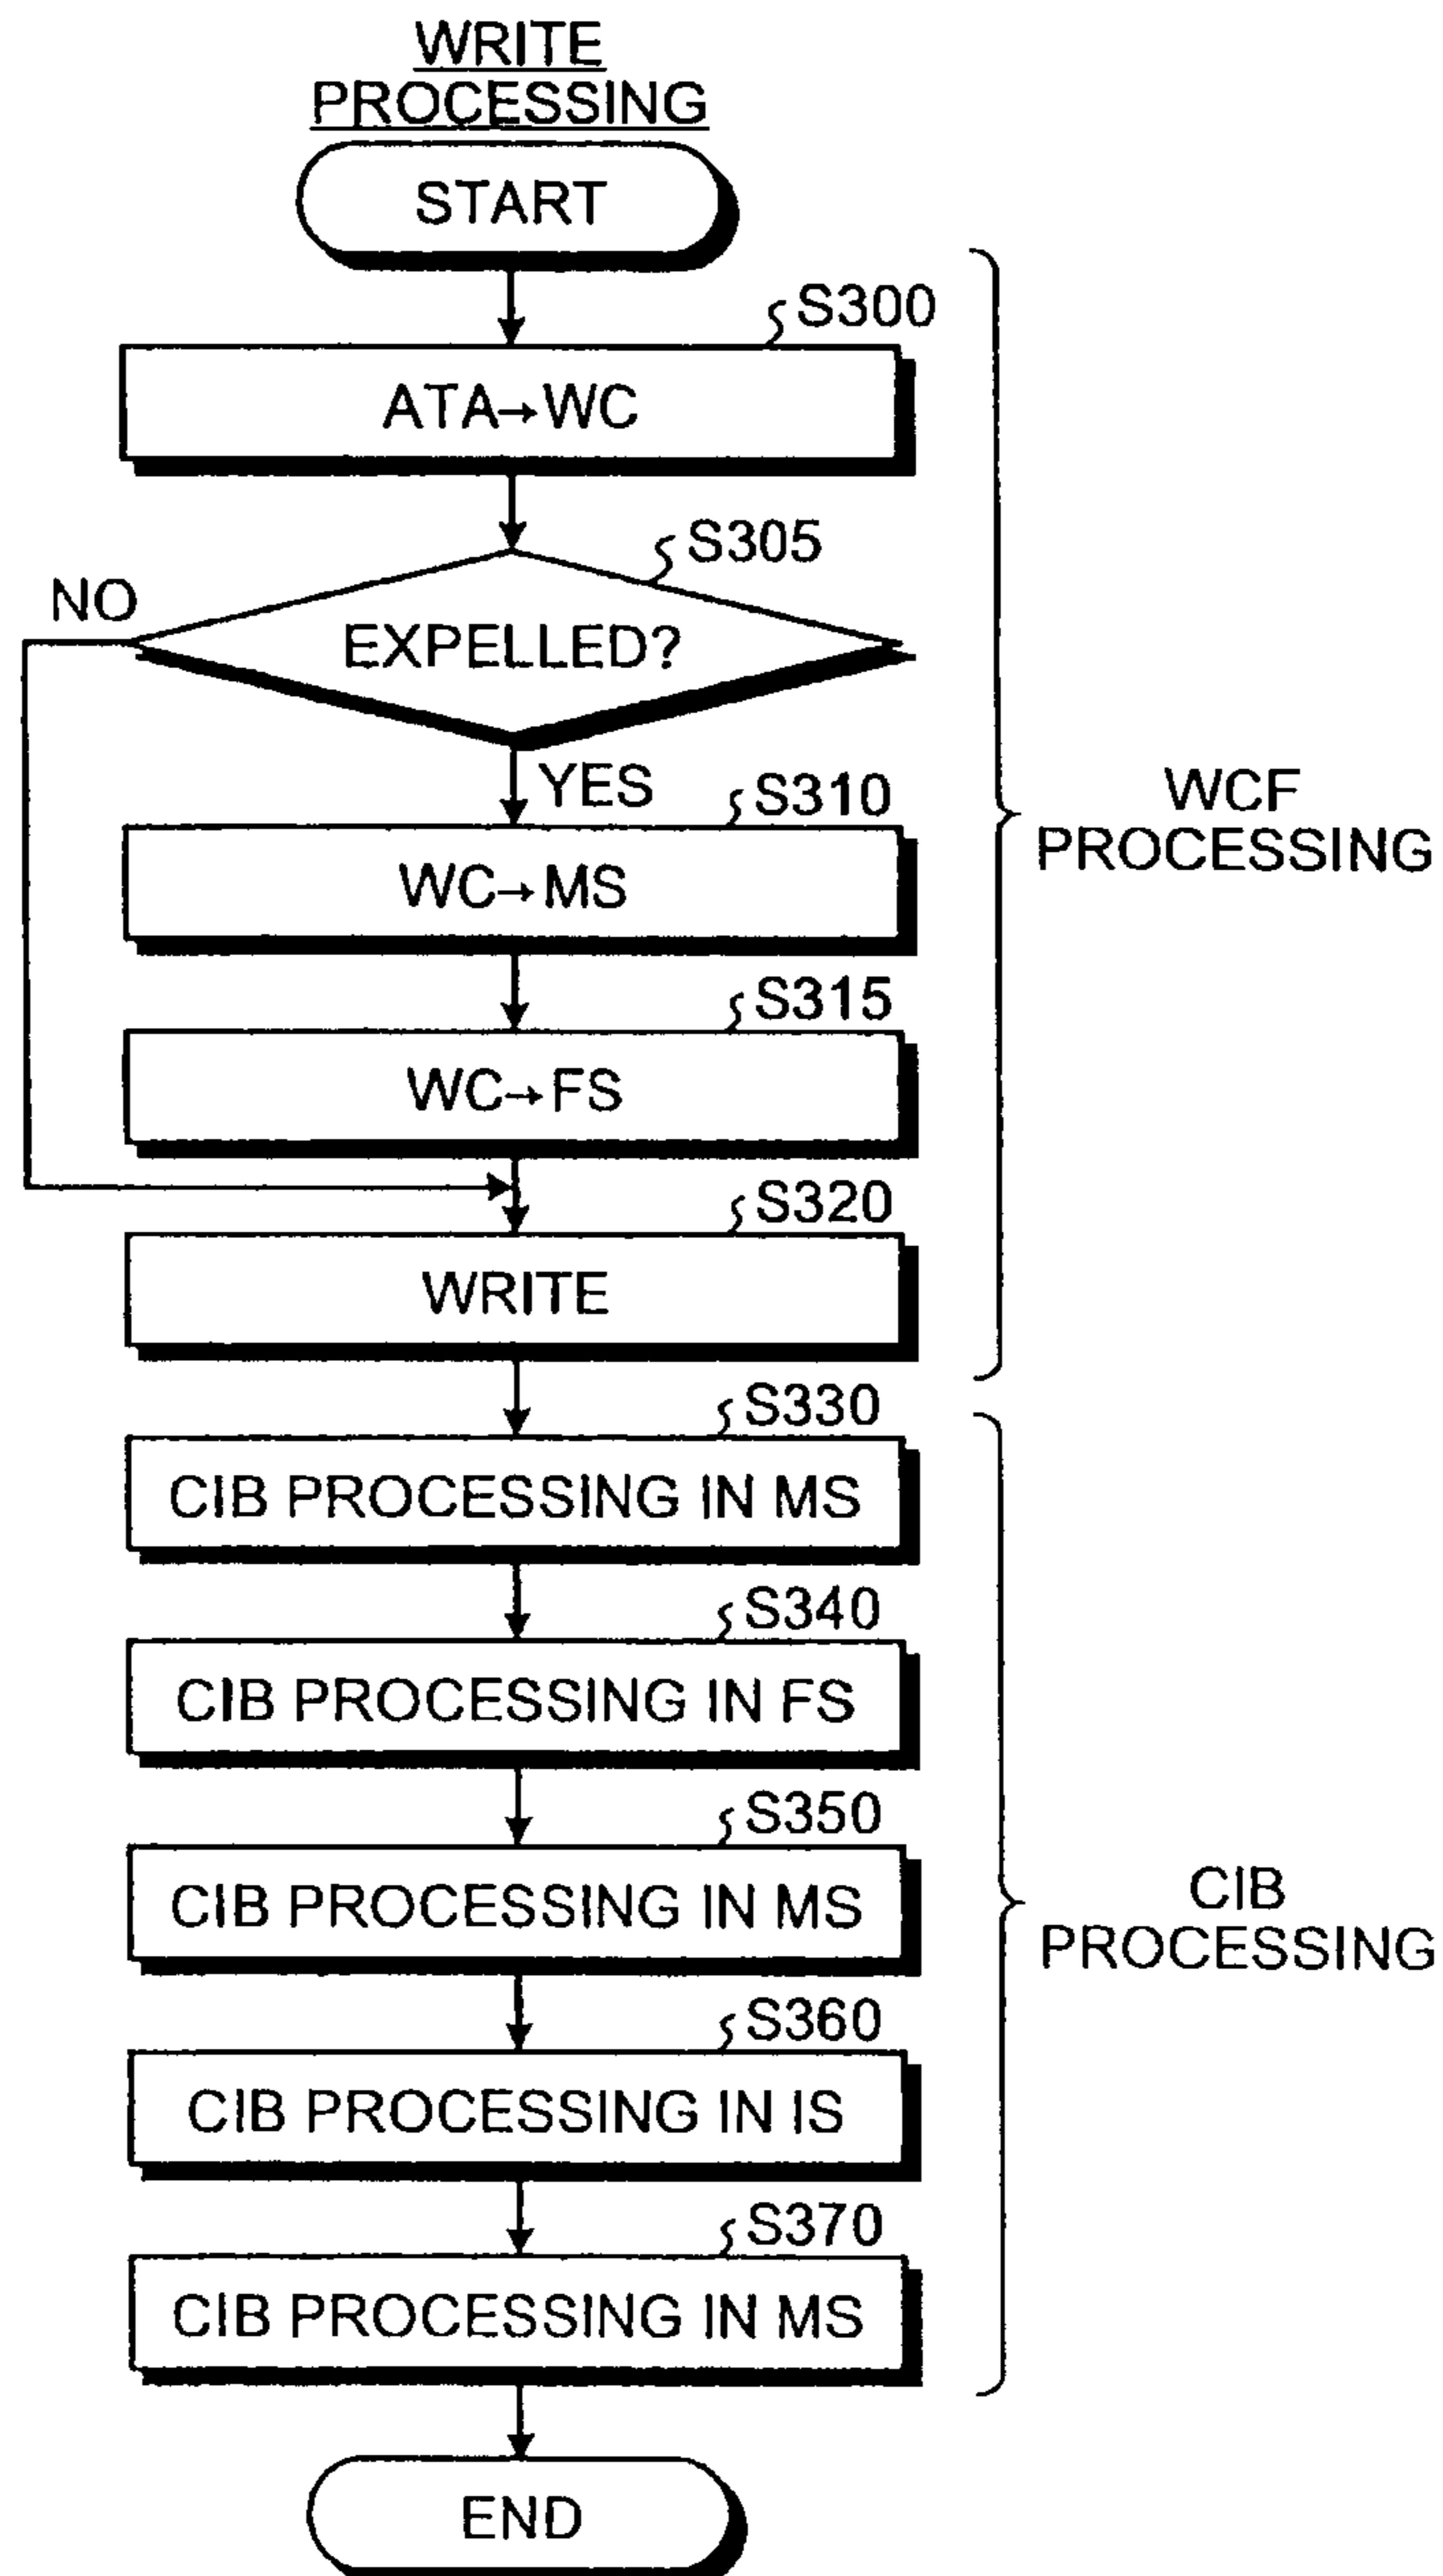 WRITE
PROCESSING
START
S300
ATA→WC
S305
NO
EXPELLED?
YES
S310
WC→MS
WCF
PROCESSING
S315
WC→FS
S320
WRITE
S330
CIB PROCESSING IN MS
S340
CIB PROCESSING IN FS
S350
CIB PROCESSING IN MS
CIB
PROCESSING
S360
CIB PROCESSING IN IS
S370
CIB PROCESSING IN MS
END